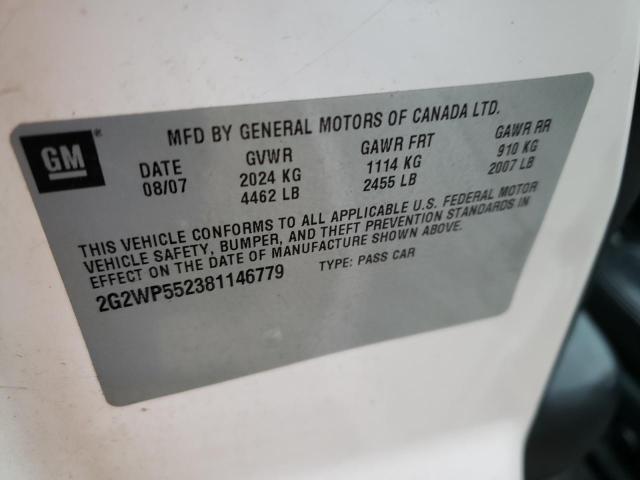 GM®
MFD BY GENERAL MOTORS OF CANADA LTD.
DATE GVWR GAWR FRT GAWR RR
08/07 2024 KG 1114 KG 910 KG
4462 LB 2455 LB 2007 LB
THIS VEHICLE CONFORMS TO ALL APPLICABLE U.S. FEDERAL MOTOR
VEHICLE SAFETY, BUMPER, AND THEFT PREVENTION STANDARDS IN
EFFECT ON THE DATE OF MANUFACTURE SHOWN ABOVE.
2G2WP552381146779 TYPE: PASS CAR